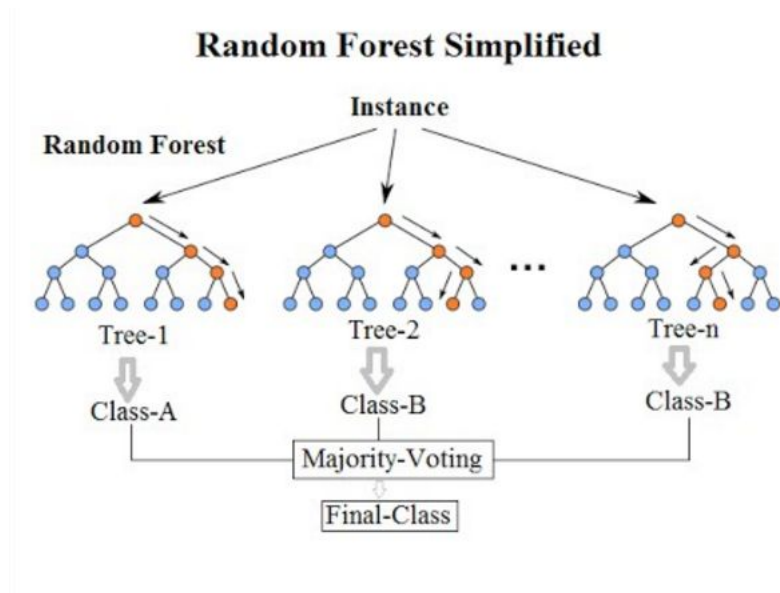 Random Forest Simplified
Instance
Random Forest
...
Tree-1
Tree-2
Tree-n
Class-A
Class-B
Class-B
Majority-Voting
Final-Class